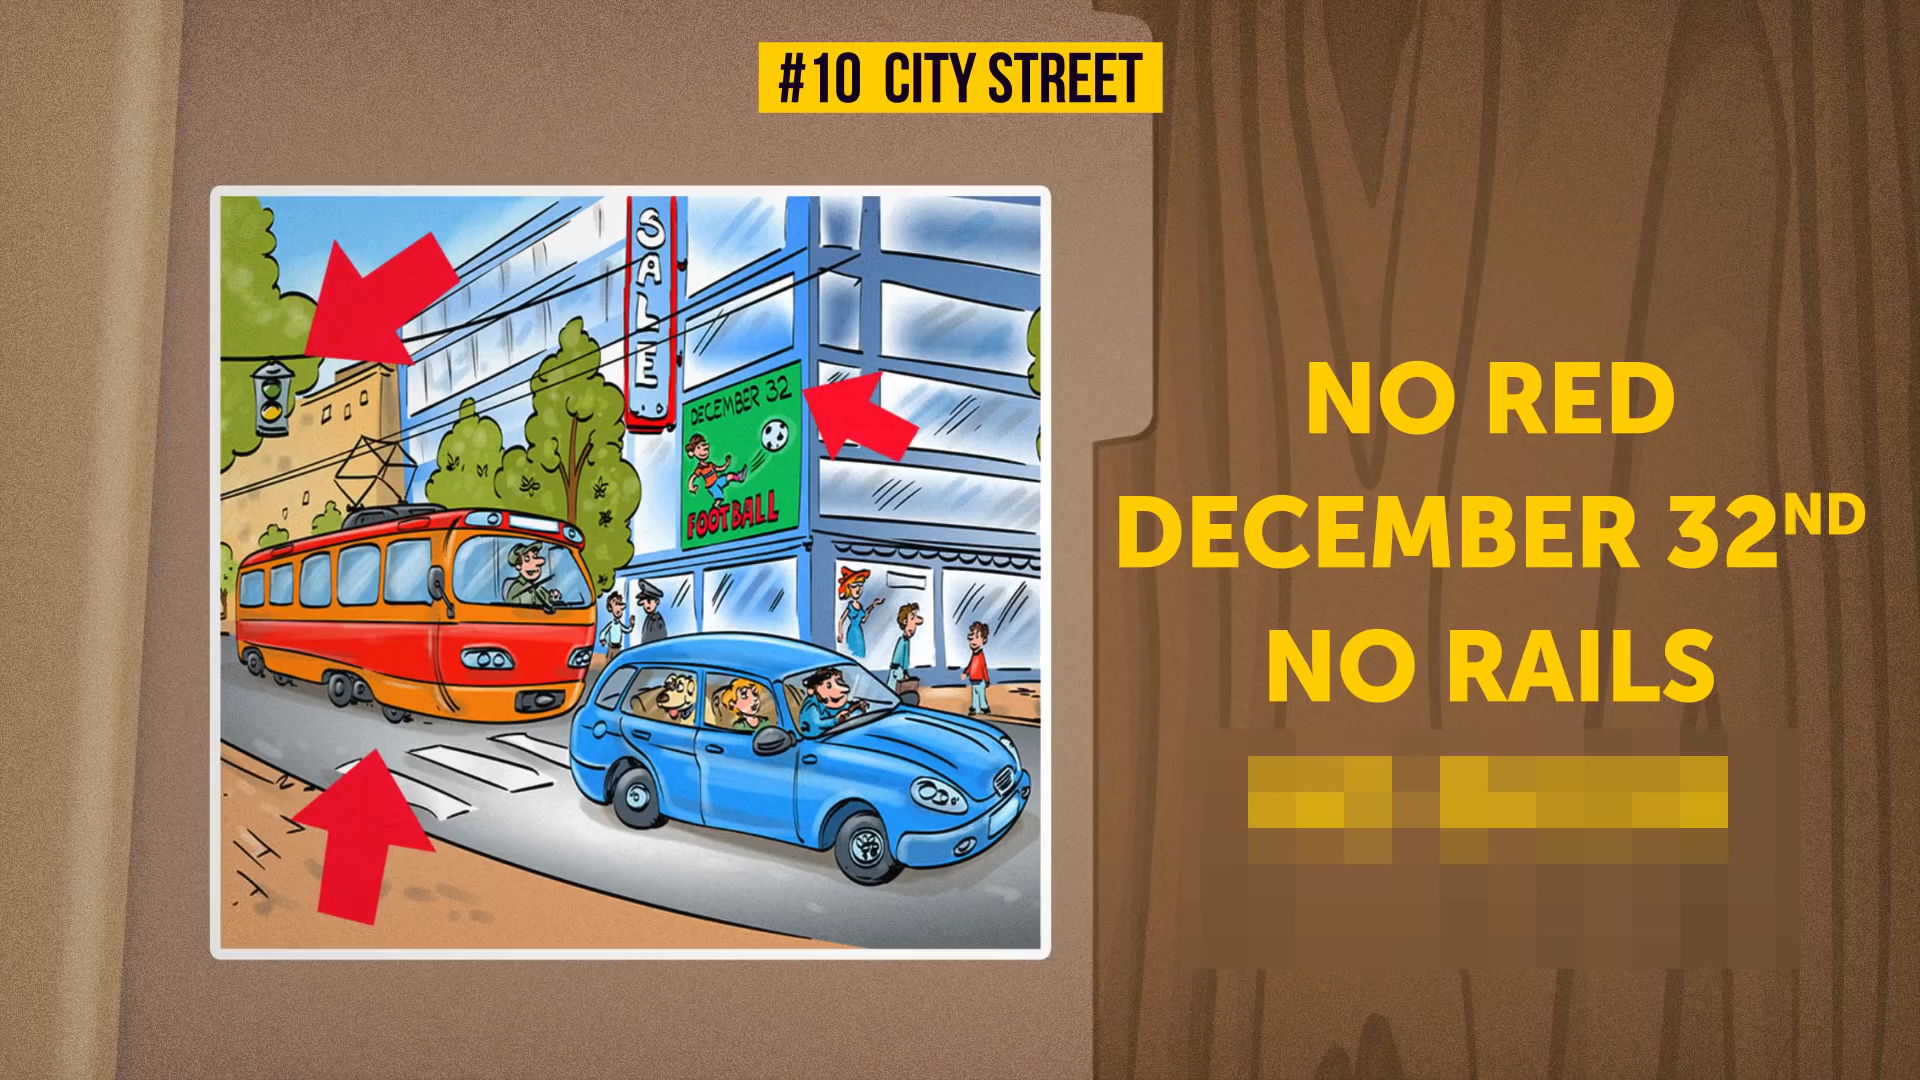 #10 CITY STREET
SALE
DECEMBER 32
FOOTBALL
NO RED
DECEMBER 32ND
NO RAILS